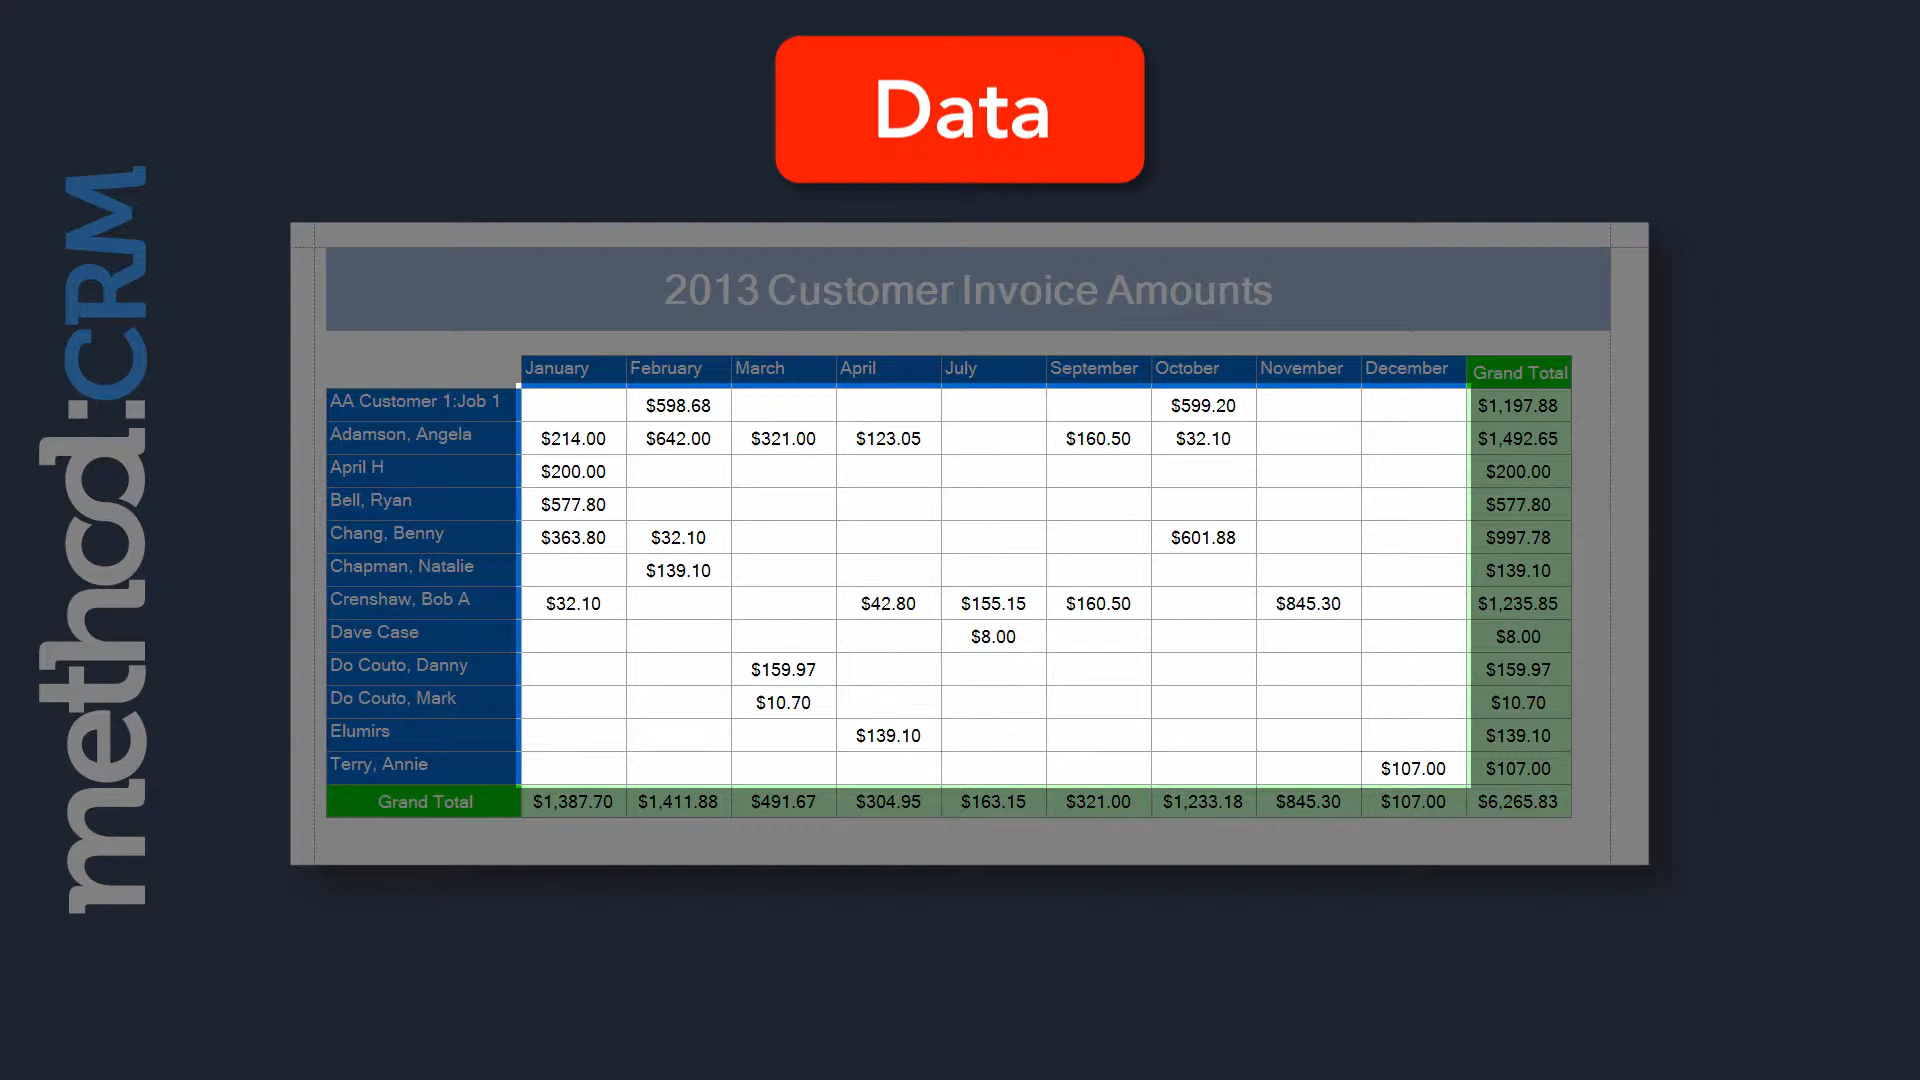 Data
method:CRM
2013 Customer Invoice Amounts
January February March April July September October November December Grand Total
AA Customer 1:Job 1 $598.68 $599.20 $1,197.88
Adamson, Angela $214.00 $642.00 $321.00 $123.05 $160.50 $32.10 $1,492.65
April H $200.00 $200.00
Bell, Ryan $577.80 $577.80
Chang, Benny $363.80 $32.10 $601.88 $997.78
Chapman, Natalie $139.10 $139.10
Crenshaw, Bob A $32.10 $42.80 $155.15 $160.50 $845.30 $1,235.85
Dave Case $8.00 $8.00
Do Couto, Danny $159.97 $159.97
Do Couto, Mark $10.70 $10.70
Elumirs $139.10 $139.10
Terry, Annie $107.00 $107.00
Grand Total $1,387.70 $1,411.88 $491.67 $304.95 $163.15 $321.00 $1,233.18 $845.30 $107.00 $6,265.83